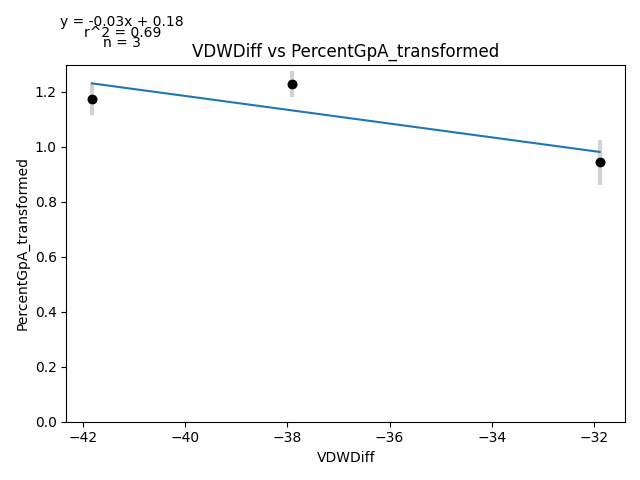 y = -0.03x + 0.18
r^2 = 0.69
n = 3
VDWDiff vs PercentGpA_transformed
PercentGpA_transformed
1.2
1.0
0.8
0.6
0.4
0.2
0.0
−42
−40
−38
−36
−34
−32
VDWDiff